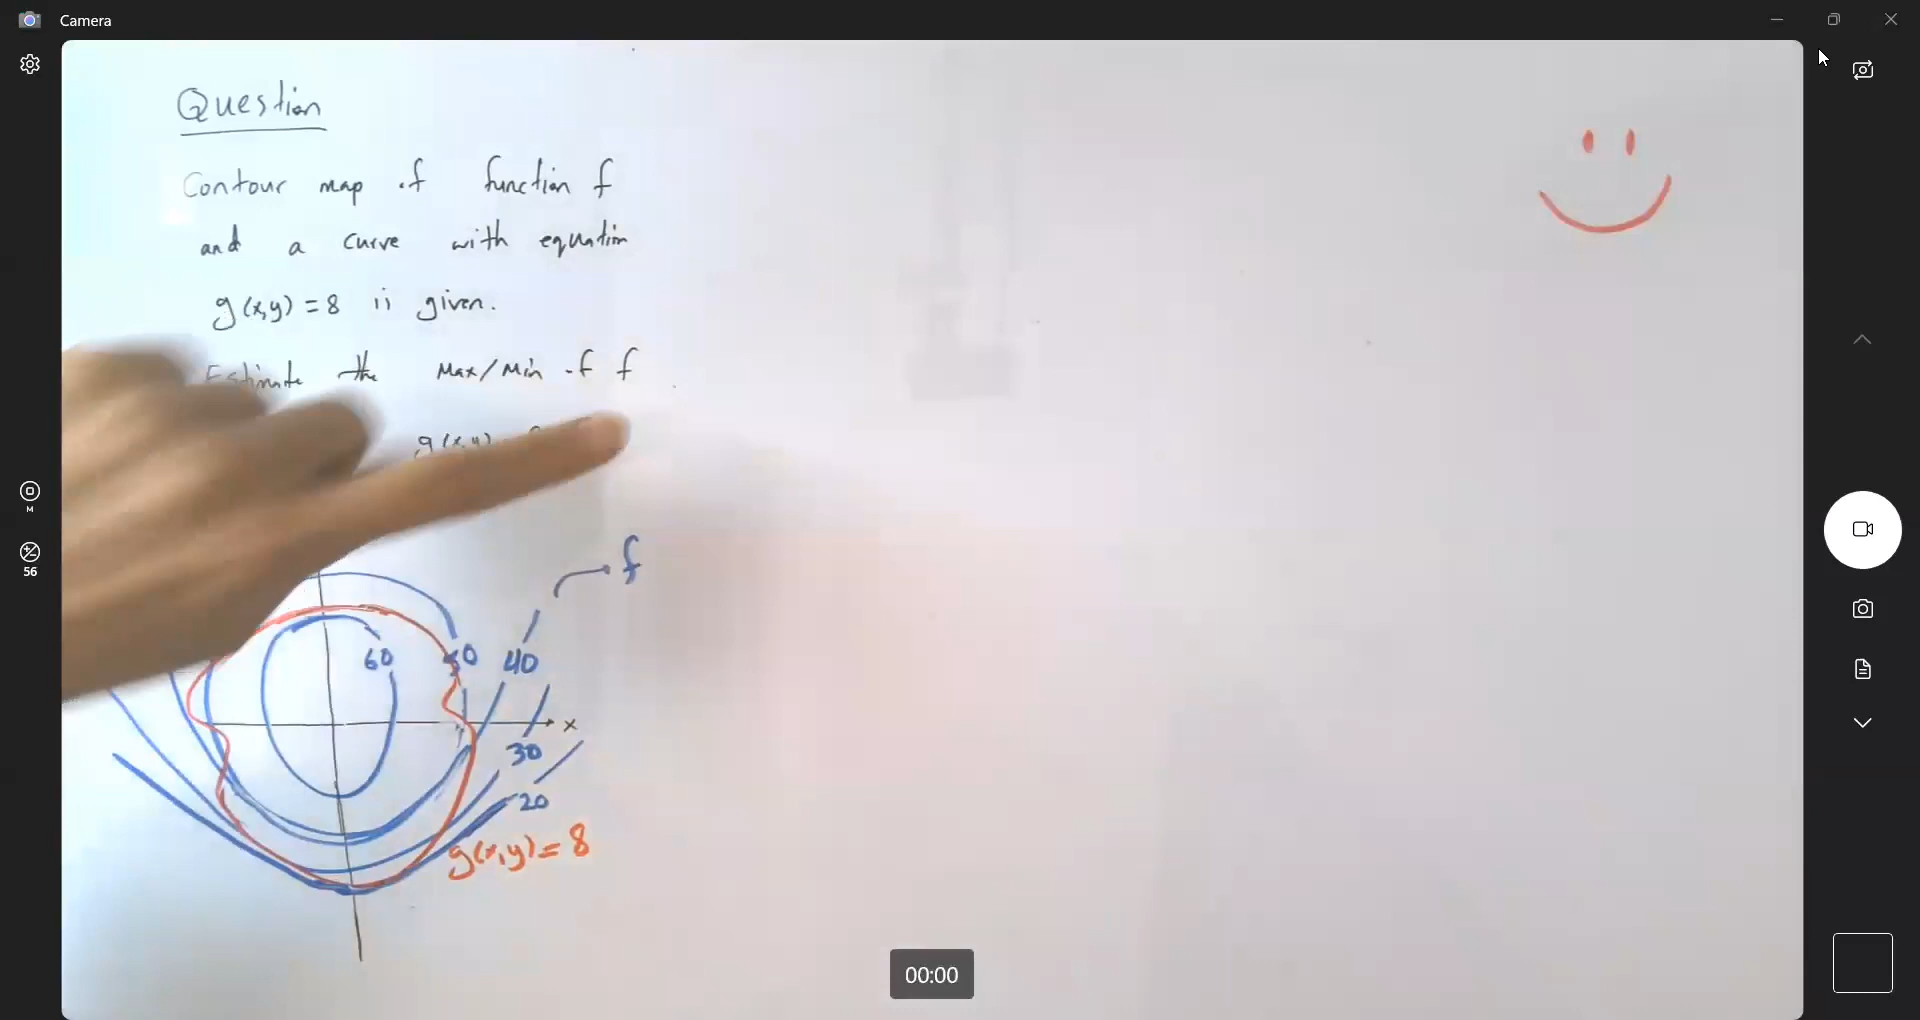 Camera
Question
Contour map of function f
and a curve with equation
g(x,y) = 8 is given.
Estimate the Max/Min of f
g(x,y)
f
60 50 40
x
30
20
g(x,y) = 8
M
56
00:00